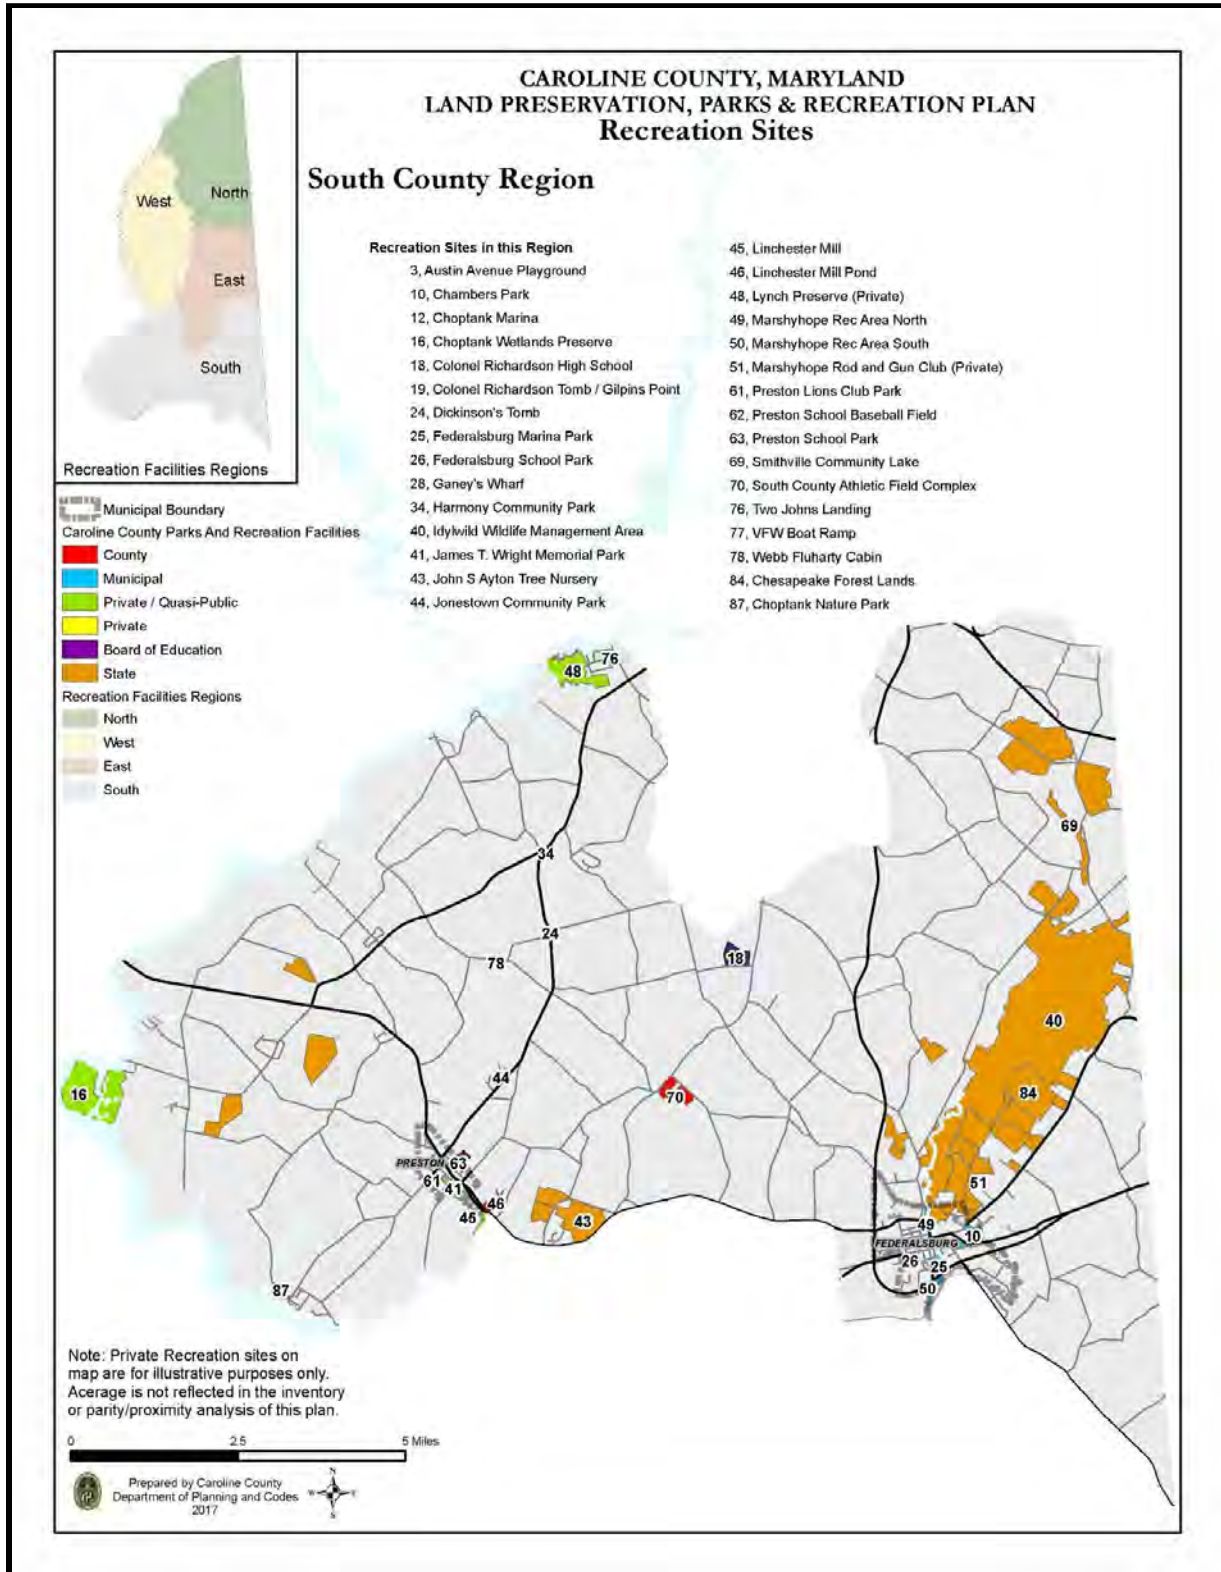 CAROLINE COUNTY, MARYLAND
LAND PRESERVATION, PARKS & RECREATION PLAN
Recreation Sites
South County Region
West
North
East
South
Recreation Facilities Regions
Recreation Sites in this Region
3, Austin Avenue Playground
10, Chambers Park
12, Choptank Marina
16, Choptank Wetlands Preserve
18, Colonel Richardson High School
19, Colonel Richardson Tomb / Gilpins Point
24, Dickinson's Tomb
25, Federalsburg Marina Park
26, Federalsburg School Park
28, Ganey's Wharf
34, Harmony Community Park
40, Idylwild Wildlife Management Area
41, James T. Wright Memorial Park
43, John S Ayton Tree Nursery
44, Jonestown Community Park
45, Linchester Mill
46, Linchester Mill Pond
48, Lynch Preserve (Private)
49, Marshyhope Rec Area North
50, Marshyhope Rec Area South
51, Marshyhope Rod and Gun Club (Private)
61, Preston Lions Club Park
62, Preston School Baseball Field
63, Preston School Park
69, Smithville Community Lake
70, South County Athletic Field Complex
76, Two Johns Landing
77, VFW Boat Ramp
78, Webb Fluharty Cabin
84, Chesapeake Forest Lands
87, Choptank Nature Park
Municipal Boundary
Caroline County Parks And Recreation Facilities
County
Municipal
Private / Quasi-Public
Private
Board of Education
State
Recreation Facilities Regions
North
West
East
South
48
76
69
34
24
78
18
40
16
44
70
84
PRESTON
63
61
41
51
46
45
43
49
10
FEDERALSBURG
26
25
50
87
Note: Private Recreation sites on
map are for illustrative purposes only.
Acerage is not reflected in the inventory
or parity/proximity analysis of this plan.
0 2.5 5 Miles
Prepared by Caroline County
Department of Planning and Codes
2017
N
W E
S